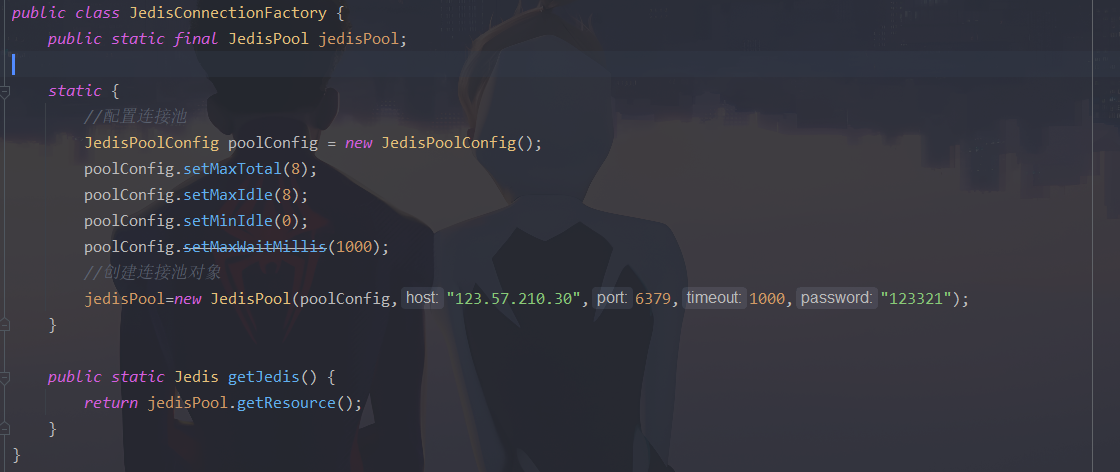 public class JedisConnectionFactory {
    public static final JedisPool jedisPool;

    static {
        //配置连接池
        JedisPoolConfig poolConfig = new JedisPoolConfig();
        poolConfig.setMaxTotal(8);
        poolConfig.setMaxIdle(8);
        poolConfig.setMinIdle(0);
        poolConfig.setMaxWaitMillis(1000);
        //创建连接池对象
        jedisPool=new JedisPool(poolConfig, host: "123.57.210.30", port: 6379, timeout: 1000, password: "123321");
    }

    public static Jedis getJedis() {
        return jedisPool.getResource();
    }
}